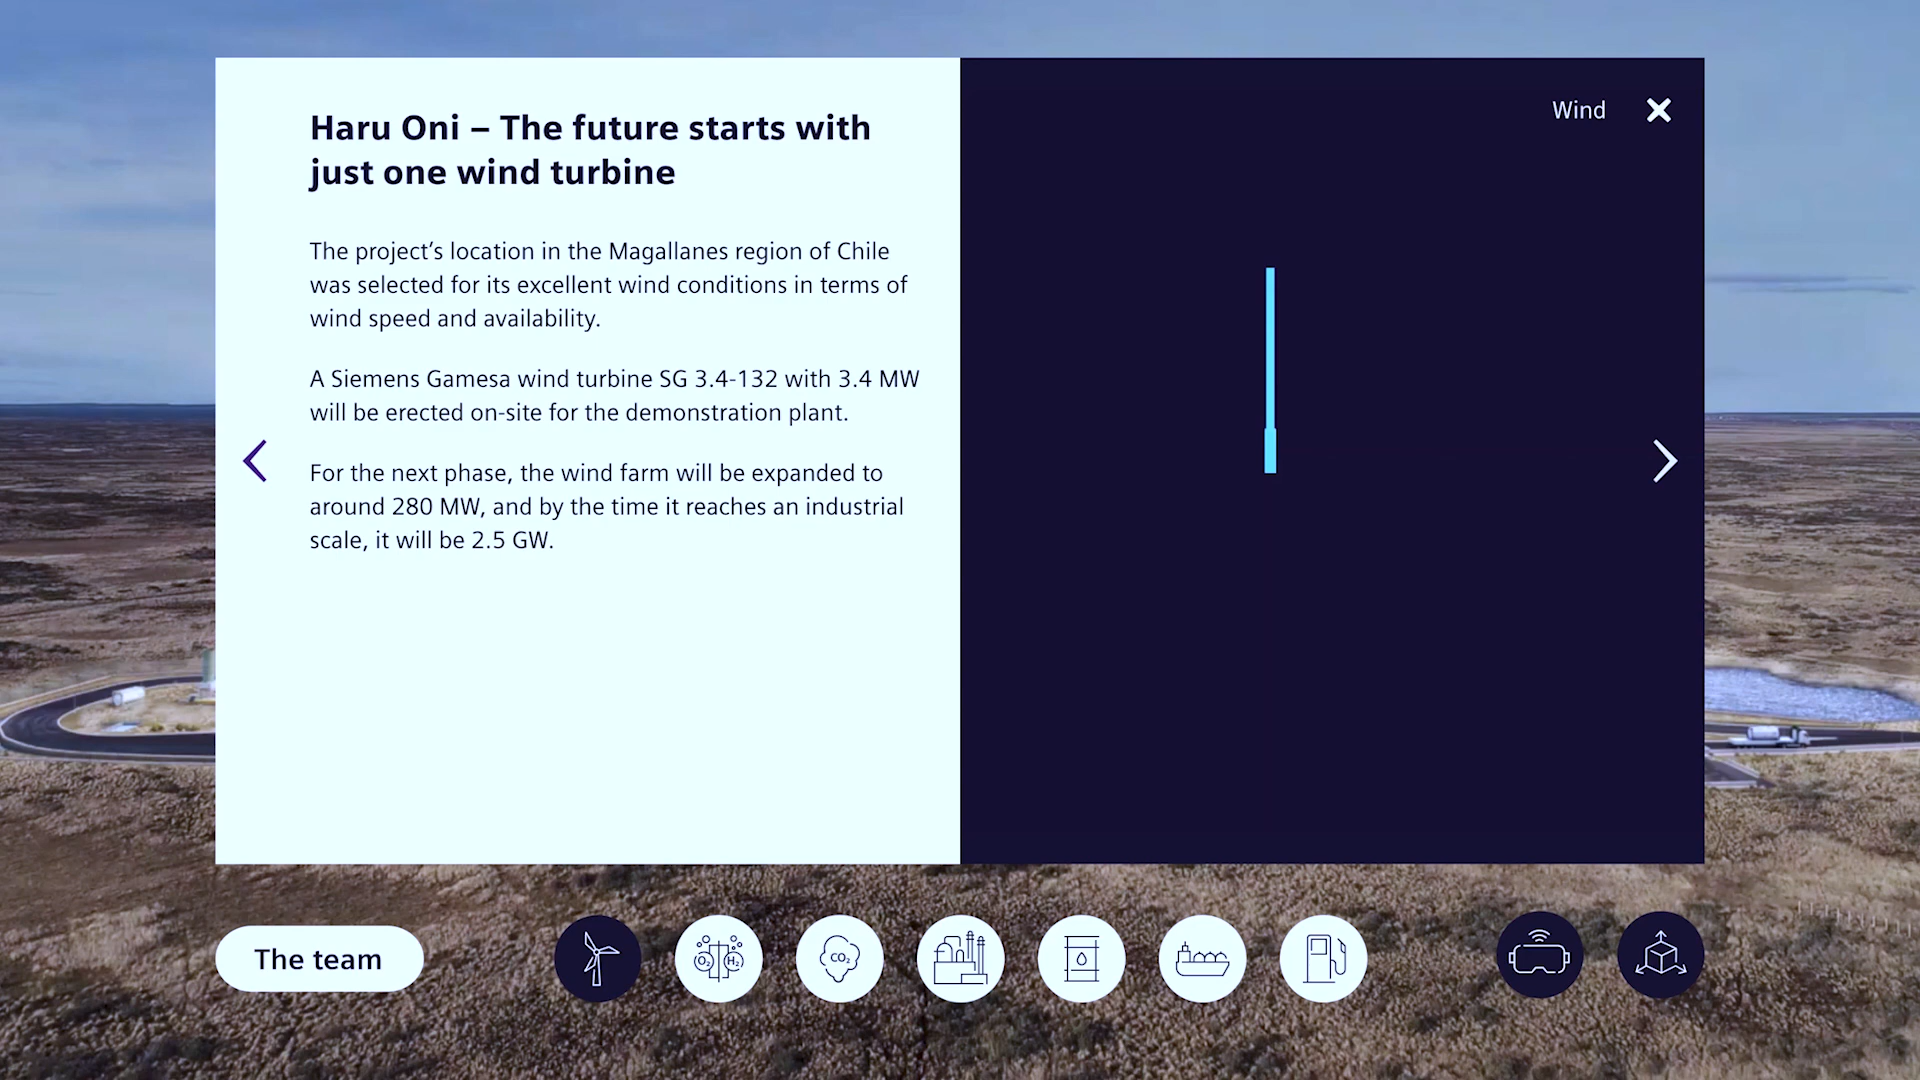 Haru Oni – The future starts with
just one wind turbine
The project's location in the Magallanes region of Chile
was selected for its excellent wind conditions in terms of
wind speed and availability.
A Siemens Gamesa wind turbine SG 3.4-132 with 3.4 MW
will be erected on-site for the demonstration plant.
For the next phase, the wind farm will be expanded to
around 280 MW, and by the time it reaches an industrial
scale, it will be 2.5 GW.
Wind
The team
O₂ H₂
CO₂